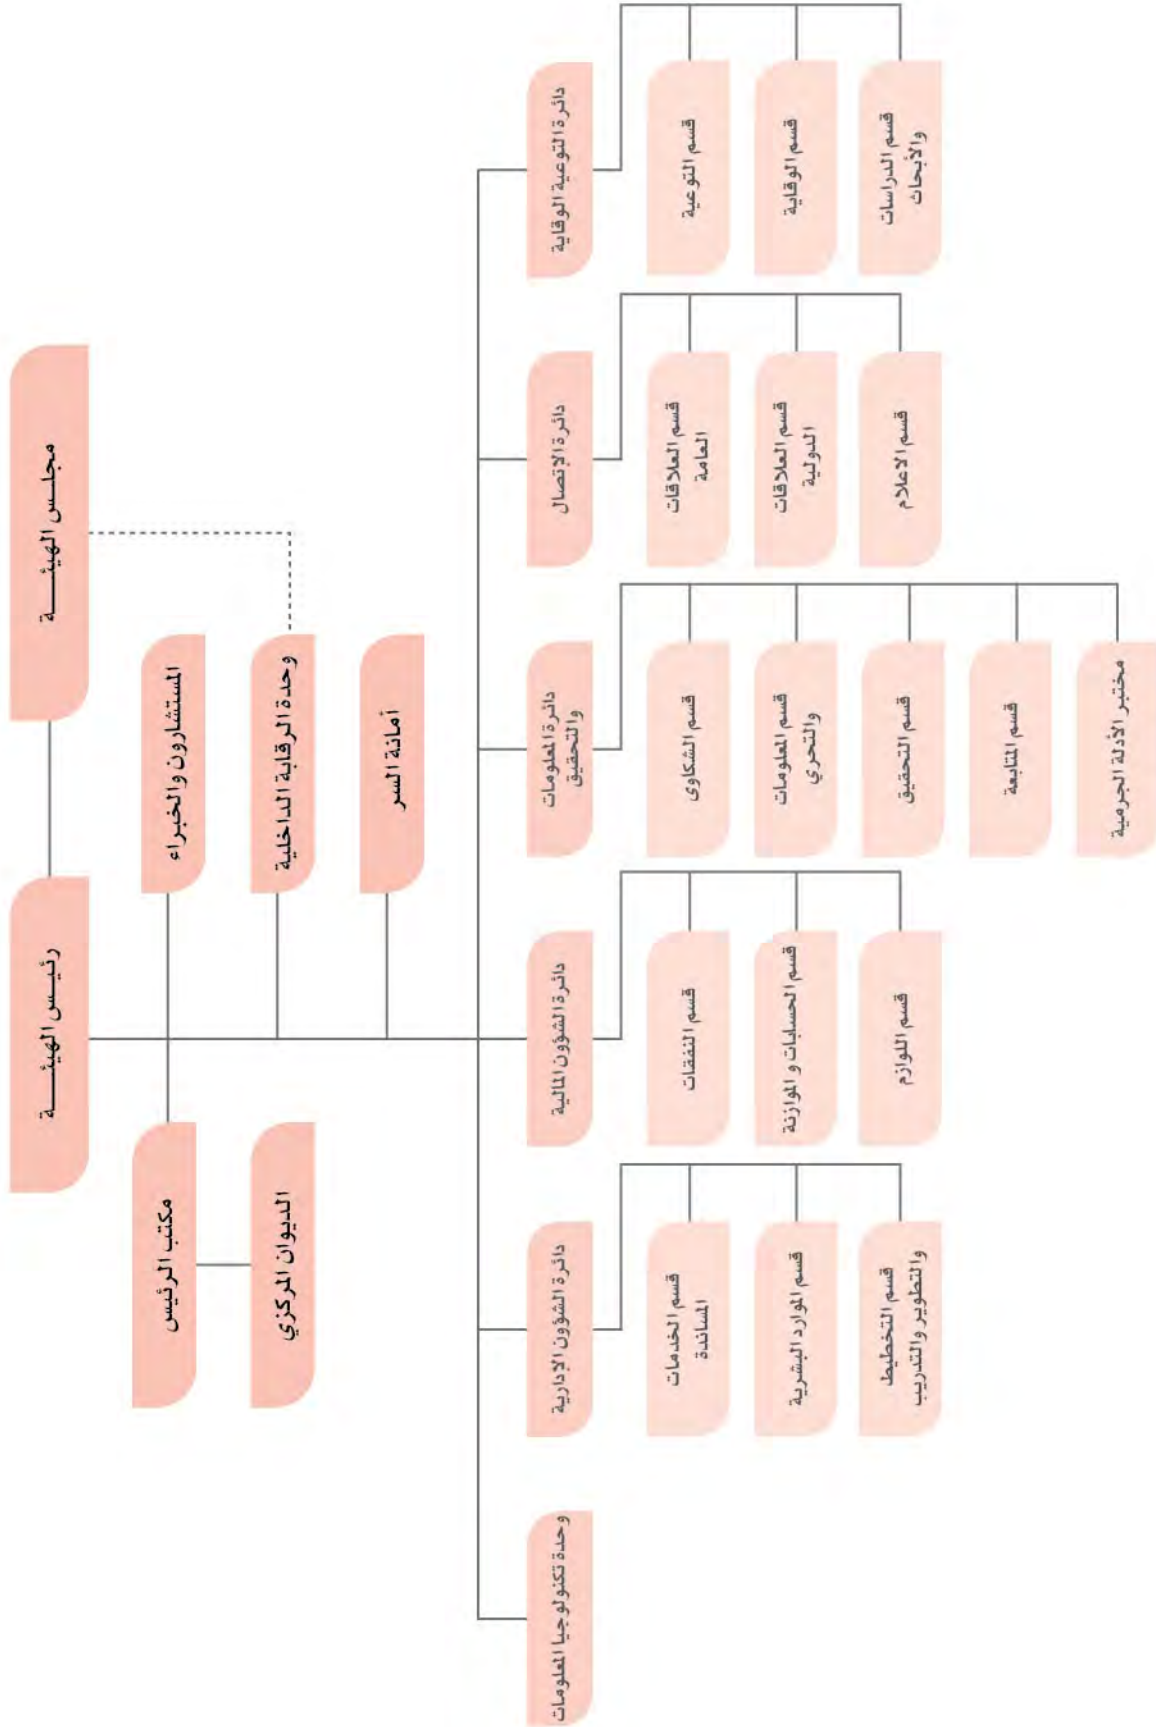 مجلس الهيئــــة
رئيس الهيئــــة
المستشارون والخبراء
مكتب الرئيس
وحدة الرقابة الداخلية
الديوان المركزي
أمانة السر
دائرة التوعية الوقاية
قسم التوعية
قسم الوقاية
قسم الدراسات
والأبحاث
دائرة الإتصال
قسم العلاقات
العامة
قسم العلاقات
الدولية
قسم الاعلام
دائرة المعلومات
والتحقيق
قسم الشكاوى
قسم المعلومات
والتحري
قسم التحقيق
قسم المتابعة
مختبر الأدلة الجرمية
دائرة الشؤون المالية
قسم النفقات
قسم الحسابات و الموازنة
قسم اللوازم
دائرة الشؤون الإدارية
قسم الخدمات
المساندة
قسم الموارد البشرية
قسم التخطيط
والتطوير والتدريب
وحدة تكنولوجيا المعلومات